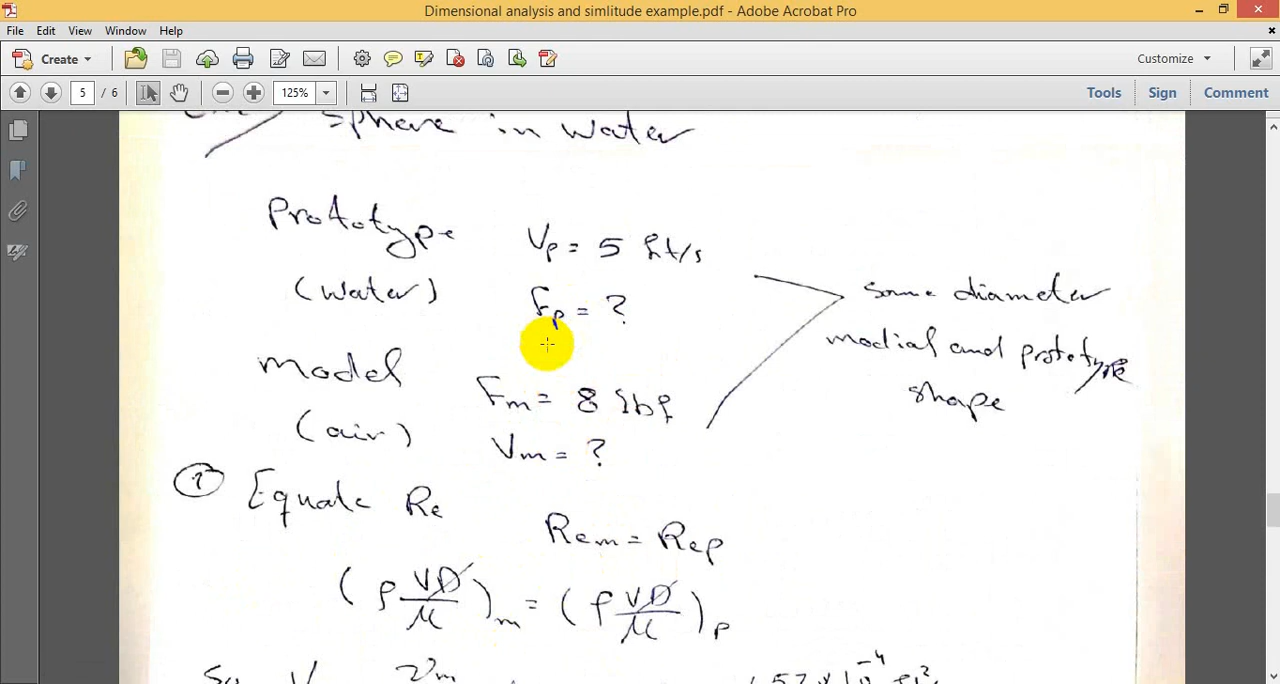 Dimensional analysis and simlitude example.pdf - Adobe Acrobat Pro
File Edit View Window Help
Create Customize
5 / 6 125% Tools Sign Comment
sphere in water
Prototype Vp = 5 ft/s
(water) Fp = ?
same diameter
model and prototype
shape
model Fm = 8 lbf
(air) Vm = ?
① Equate Re Rem = Rep
(ρ VD/μ)m = (ρ VD/μ)p